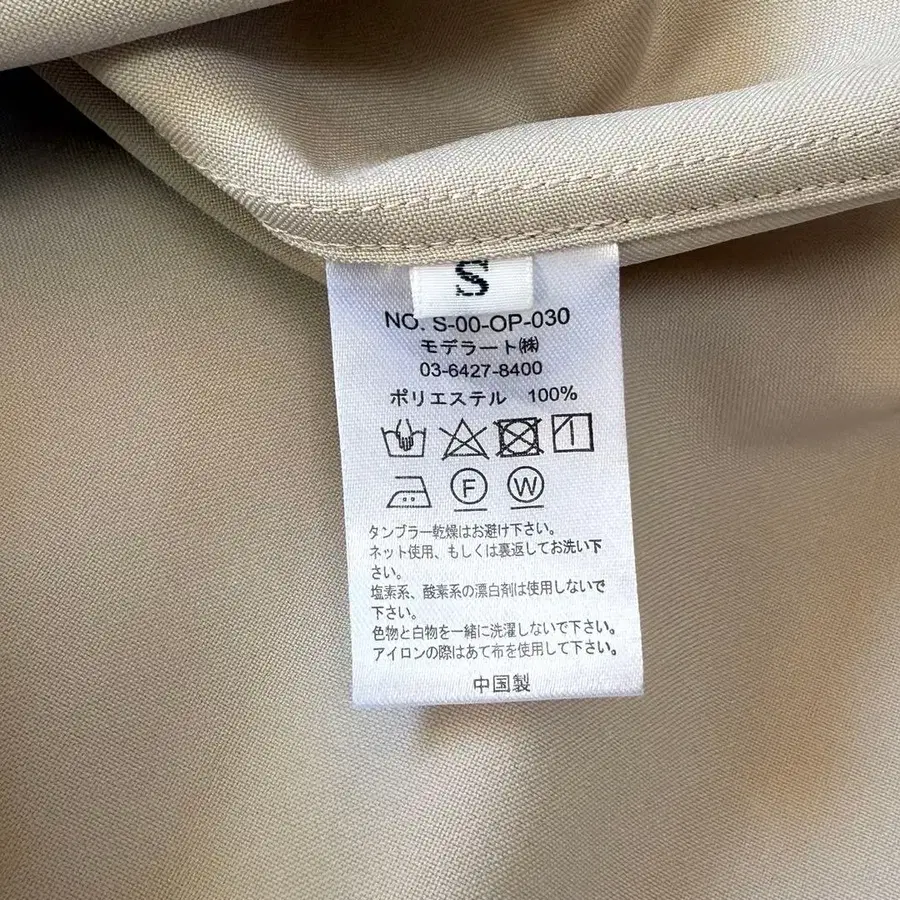 S
NO. S-00-OP-030
モデラート㈱
03-6427-8400
ポリエステル 100%
F W
タンブラー乾燥はお避け下さい。
ネット使用、もしくは裏返してお洗い下
さい。
塩素系、酸素系の漂白剤は使用しないで
下さい。
色物と白物を一緒に洗濯しないで下さい。
アイロンの際はあて布を使用して下さい。
中国製